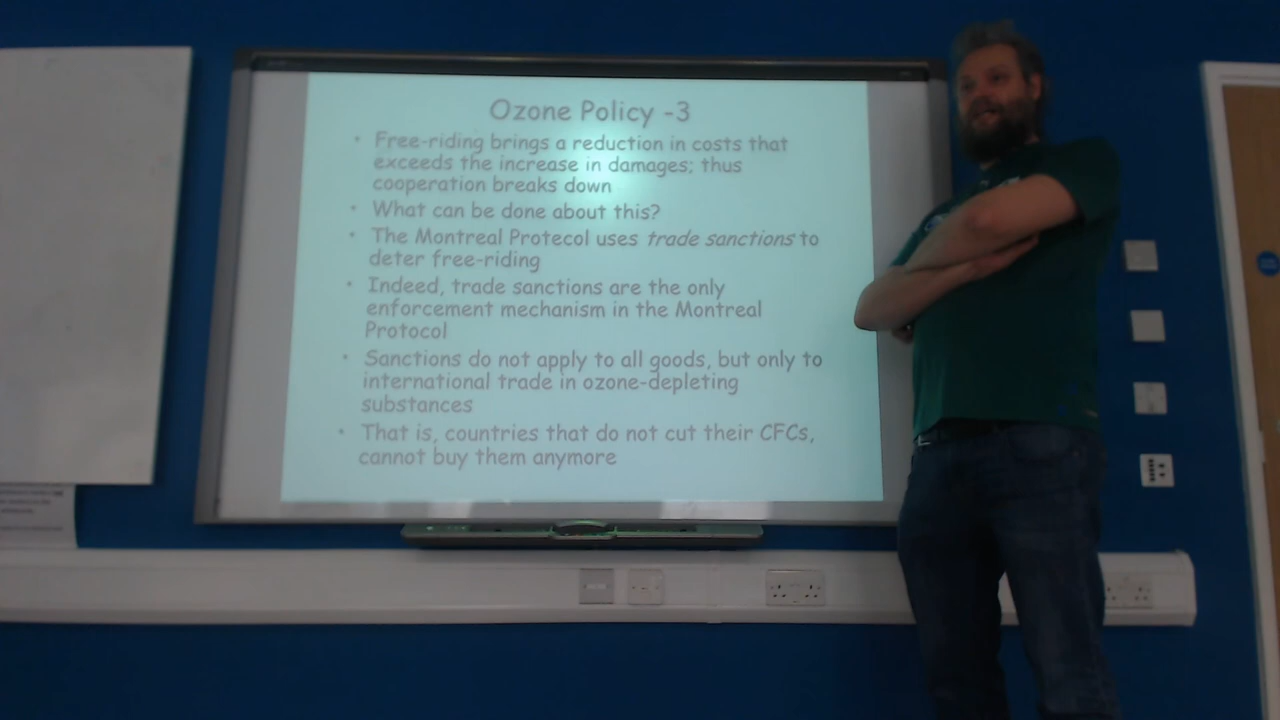 Ozone Policy -3
• Free-riding brings a reduction in costs that
exceeds the increase in damages; thus
cooperation breaks down
• What can be done about this?
• The Montreal Protecol uses trade sanctions to
deter free-riding
• Indeed, trade sanctions are the only
enforcement mechanism in the Montreal
Protocol
• Sanctions do not apply to all goods, but only to
international trade in ozone-depleting
substances
• That is, countries that do not cut their CFCs,
cannot buy them anymore